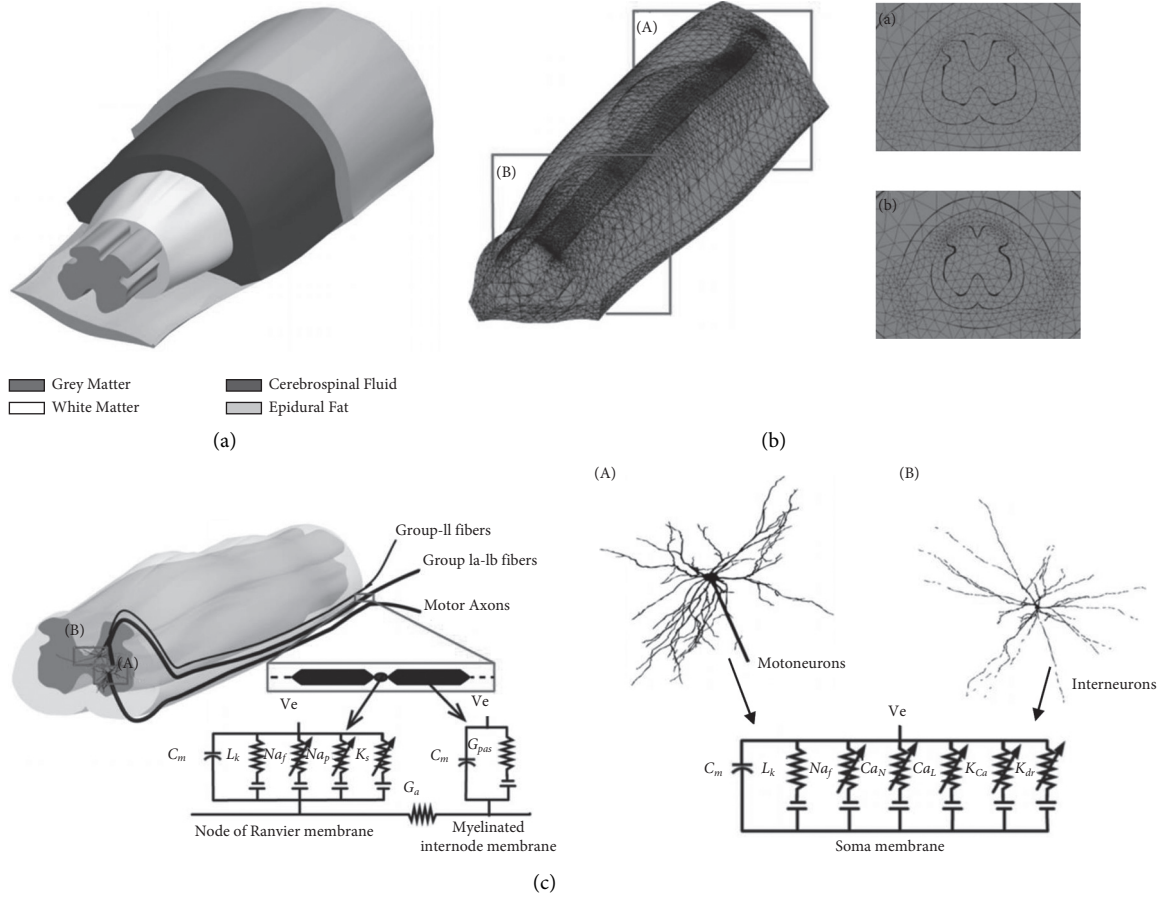 (A)
(B)
(a)
(b)
Grey Matter
White Matter
Cerebrospinal Fluid
Epidural Fat
(a)
(b)
Group-ll fibers
Group la-lb fibers
Motor Axons
(B)
(A)
Ve
Ve
Cm
Lk
Naf
Nap
Ks
Cm
Gpas
Ga
Node of Ranvier membrane
Myelinated
internode membrane
(A)
(B)
Motoneurons
Interneurons
Ve
Cm
Lk
Naf
CaN
CaL
KCa
Kdr
Soma membrane
(c)